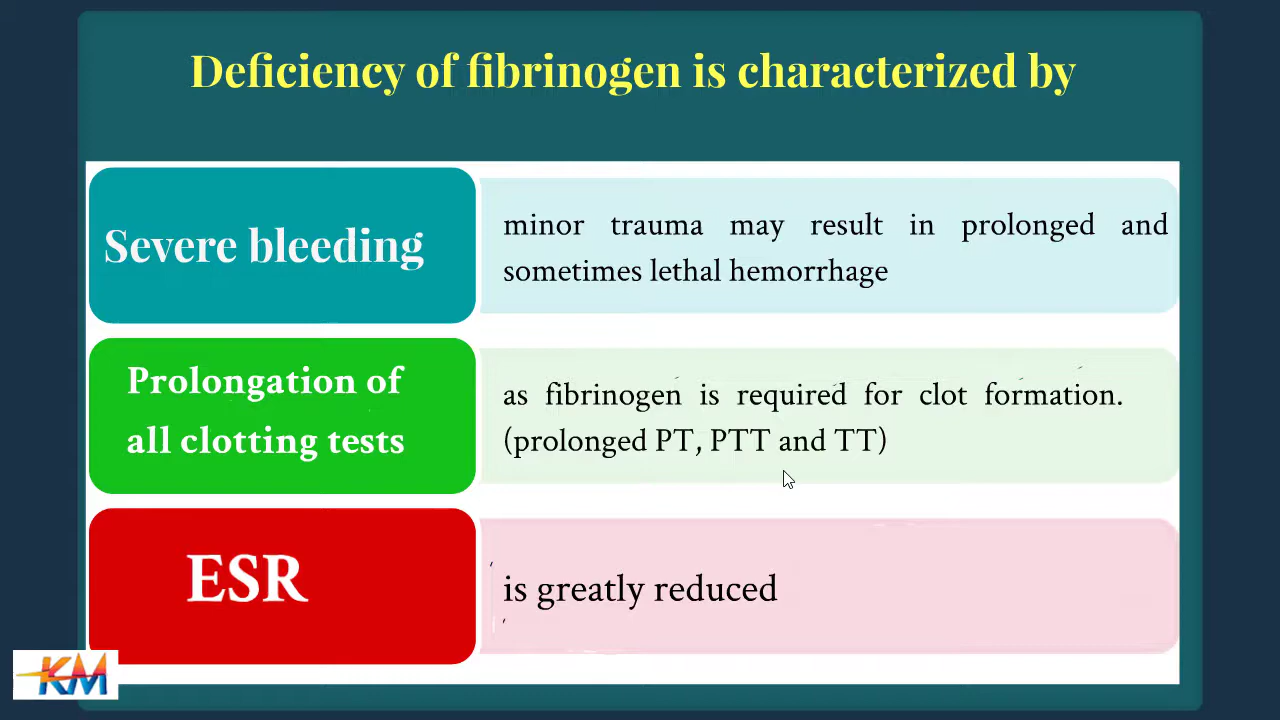 Deficiency of fibrinogen is characterized by
Severe bleeding
minor trauma may result in prolonged and
sometimes lethal hemorrhage
Prolongation of
all clotting tests
as fibrinogen is required for clot formation.
(prolonged PT, PTT and TT)
ESR
is greatly reduced
KM